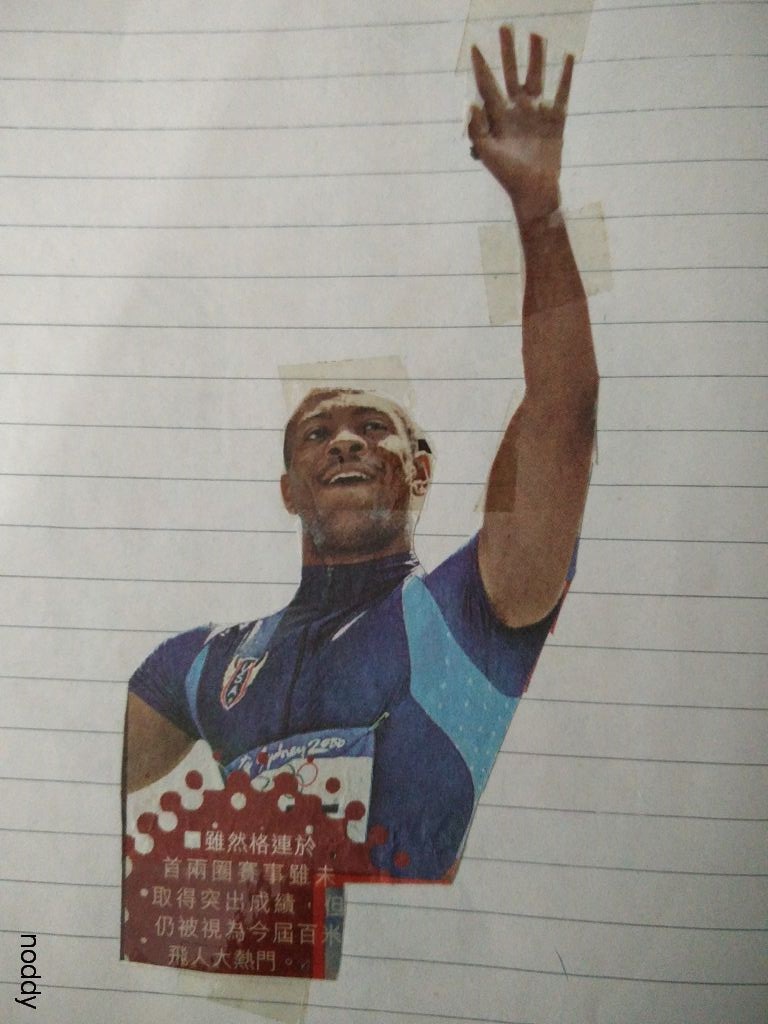 USA
Sydney 2000
■雖然格連於
首兩圈賽事雖未
取得突出成績，但
仍被視為今屆百米
飛人大熱門。
noddy